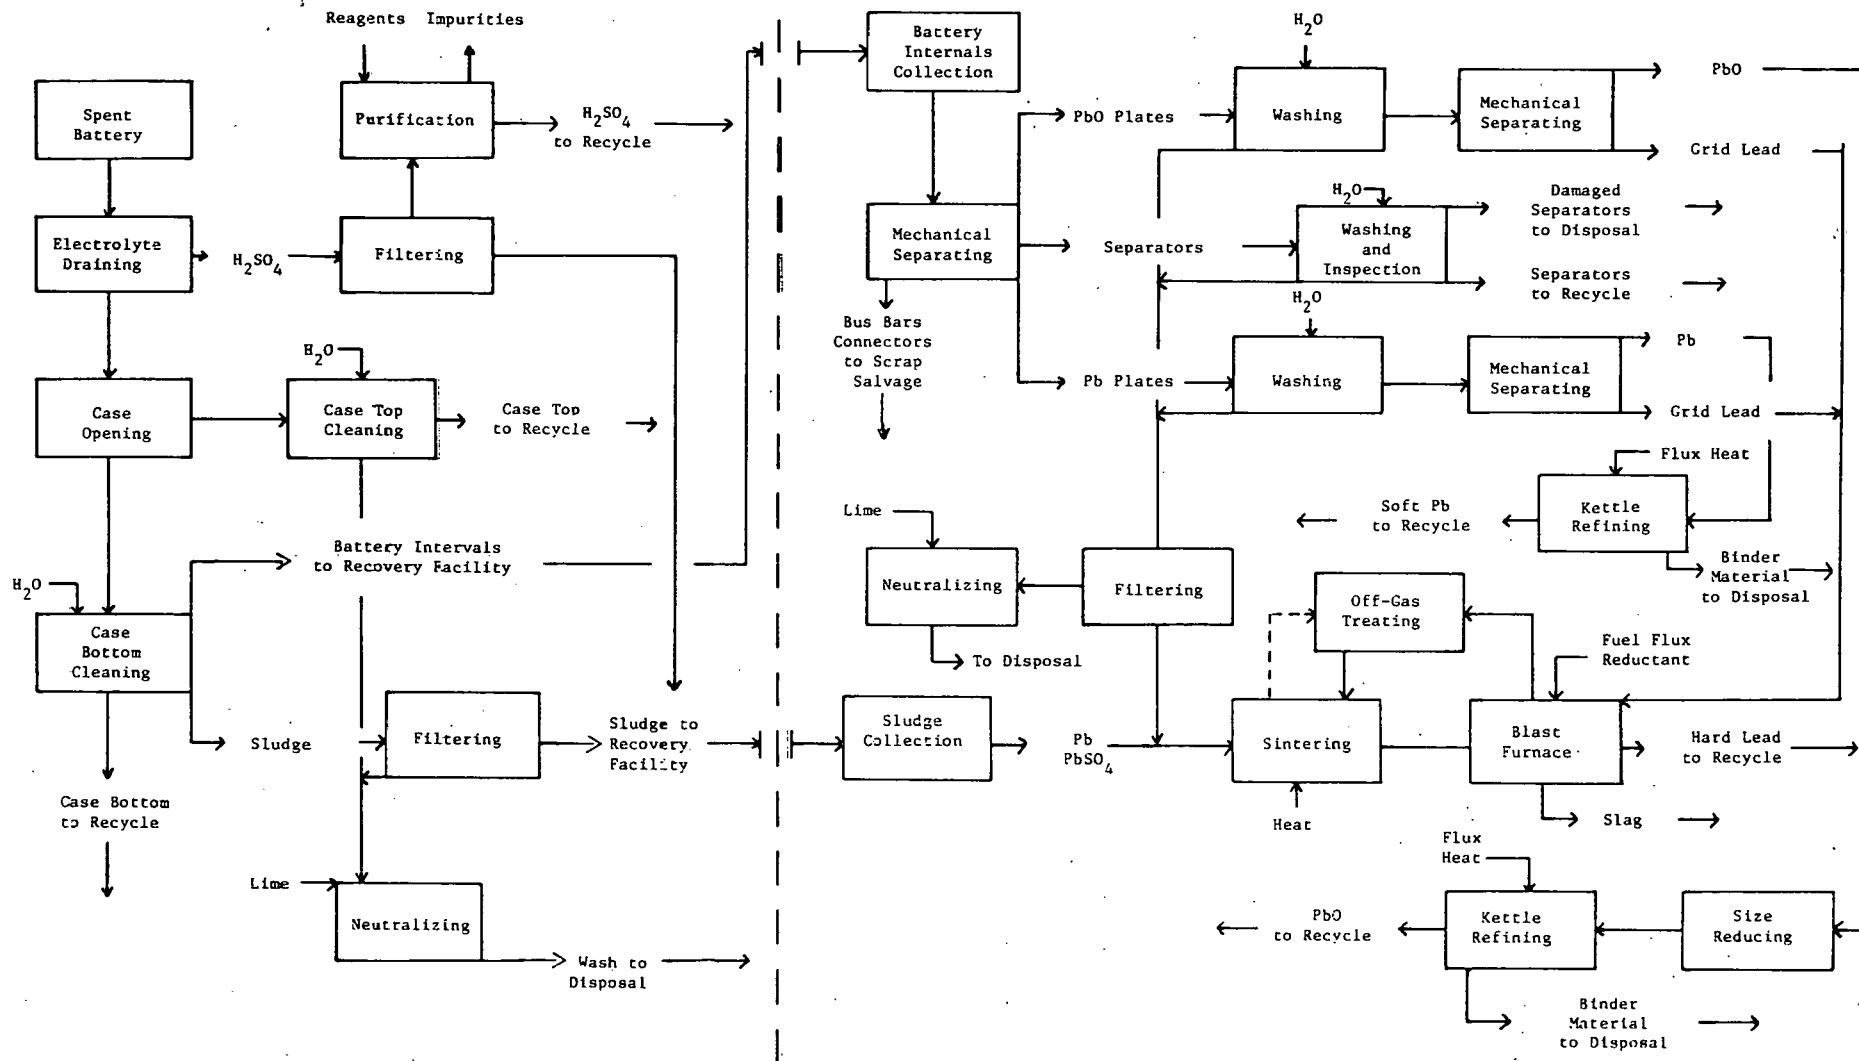 Reagents Impurities
Spent
Battery
Purification
H2SO4
to Recycle
Electrolyte
Draining
H2SO4
Filtering
H2O
Case
Opening
Case Top
Cleaning
Case Top
to Recycle
Battery Intervals
to Recovery Facility
H2O
Case
Bottom
Cleaning
Sludge
Filtering
Sludge to
Recovery
Facility
Case Bottom
to Recycle
Lime
Neutralizing
Wash to
Disposal
Battery
Internals
Collection
H2O
PbO Plates
Washing
Mechanical
Separating
PbO
Grid Lead
Mechanical
Separating
Separators
H2O
Washing
and
Inspection
Damaged
Separators
to Disposal
Separators
to Recycle
Bus Bars
Connectors
to Scrap
Salvage
H2O
Pb Plates
Washing
Mechanical
Separating
Pb
Grid Lead
Flux Heat
Soft Pb
to Recycle
Kettle
Refining
Binder
Material
to Disposal
Lime
Neutralizing
Filtering
To Disposal
Off-Gas
Treating
Fuel Flux
Reductant
Sludge
Collection
Pb
PbSO4
Sintering
Blast
Furnace
Hard Lead
to Recycle
Heat
Slag
Flux
Heat
PbO
to Recycle
Kettle
Refining
Size
Reducing
Binder
Material
to Disposal